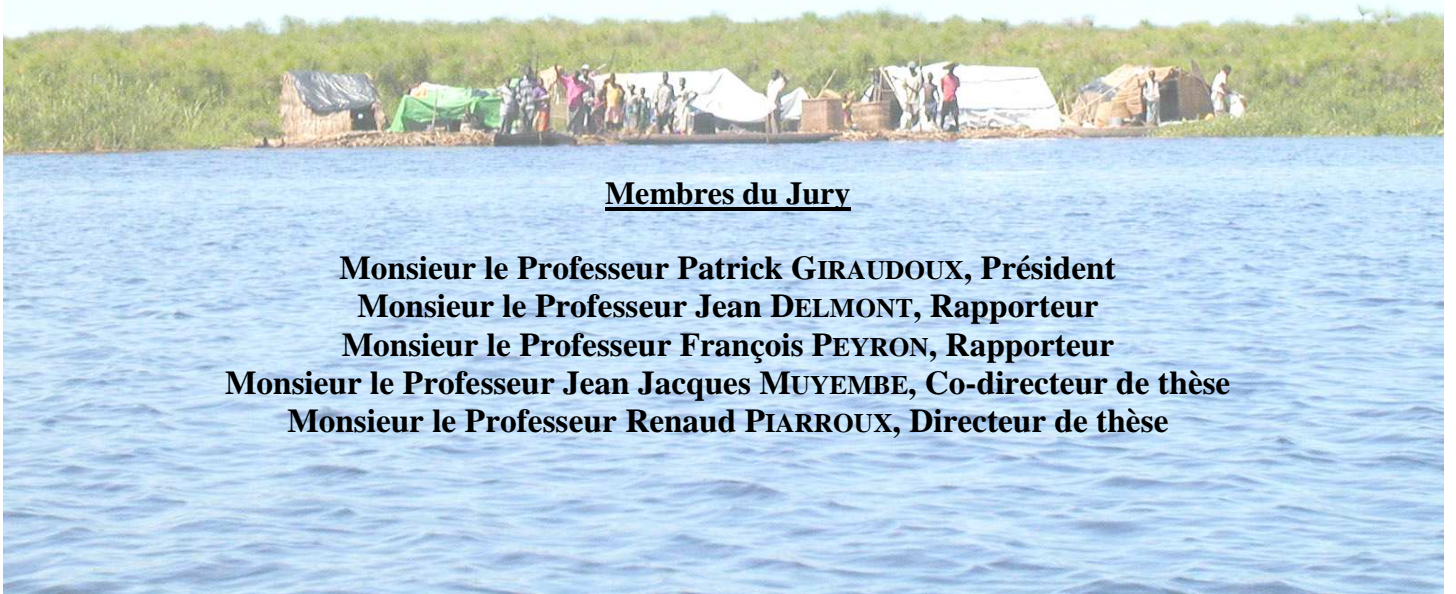 Membres du Jury
Monsieur le Professeur Patrick GIRAUDOUX, Président
Monsieur le Professeur Jean DELMONT, Rapporteur
Monsieur le Professeur François PEYRON, Rapporteur
Monsieur le Professeur Jean Jacques MUYEMBE, Co-directeur de thèse
Monsieur le Professeur Renaud PIARROUX, Directeur de thèse